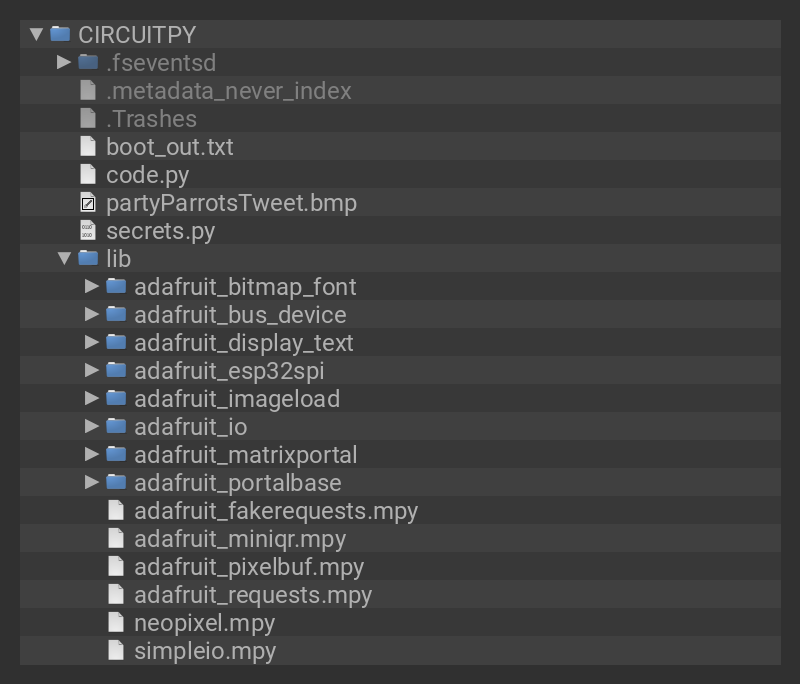 CIRCUITPY
.fseventsd
.metadata_never_index
.Trashes
boot_out.txt
code.py
partyParrotsTweet.bmp
secrets.py
lib
adafruit_bitmap_font
adafruit_bus_device
adafruit_display_text
adafruit_esp32spi
adafruit_imageload
adafruit_io
adafruit_matrixportal
adafruit_portalbase
adafruit_fakerequests.mpy
adafruit_miniqr.mpy
adafruit_pixelbuf.mpy
adafruit_requests.mpy
neopixel.mpy
simpleio.mpy